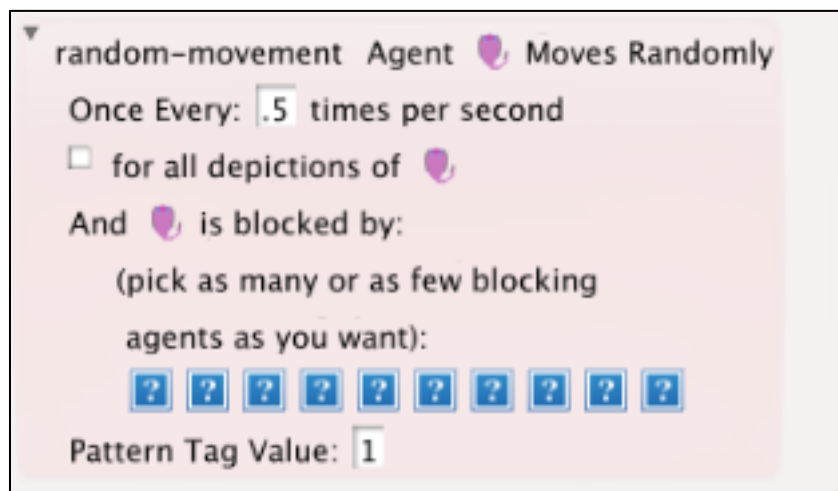 random-movement Agent Moves Randomly
Once Every: .5 times per second
for all depictions of
And is blocked by:
(pick as many or as few blocking
agents as you want):
? ? ? ? ? ? ? ? ? ?
Pattern Tag Value: 1